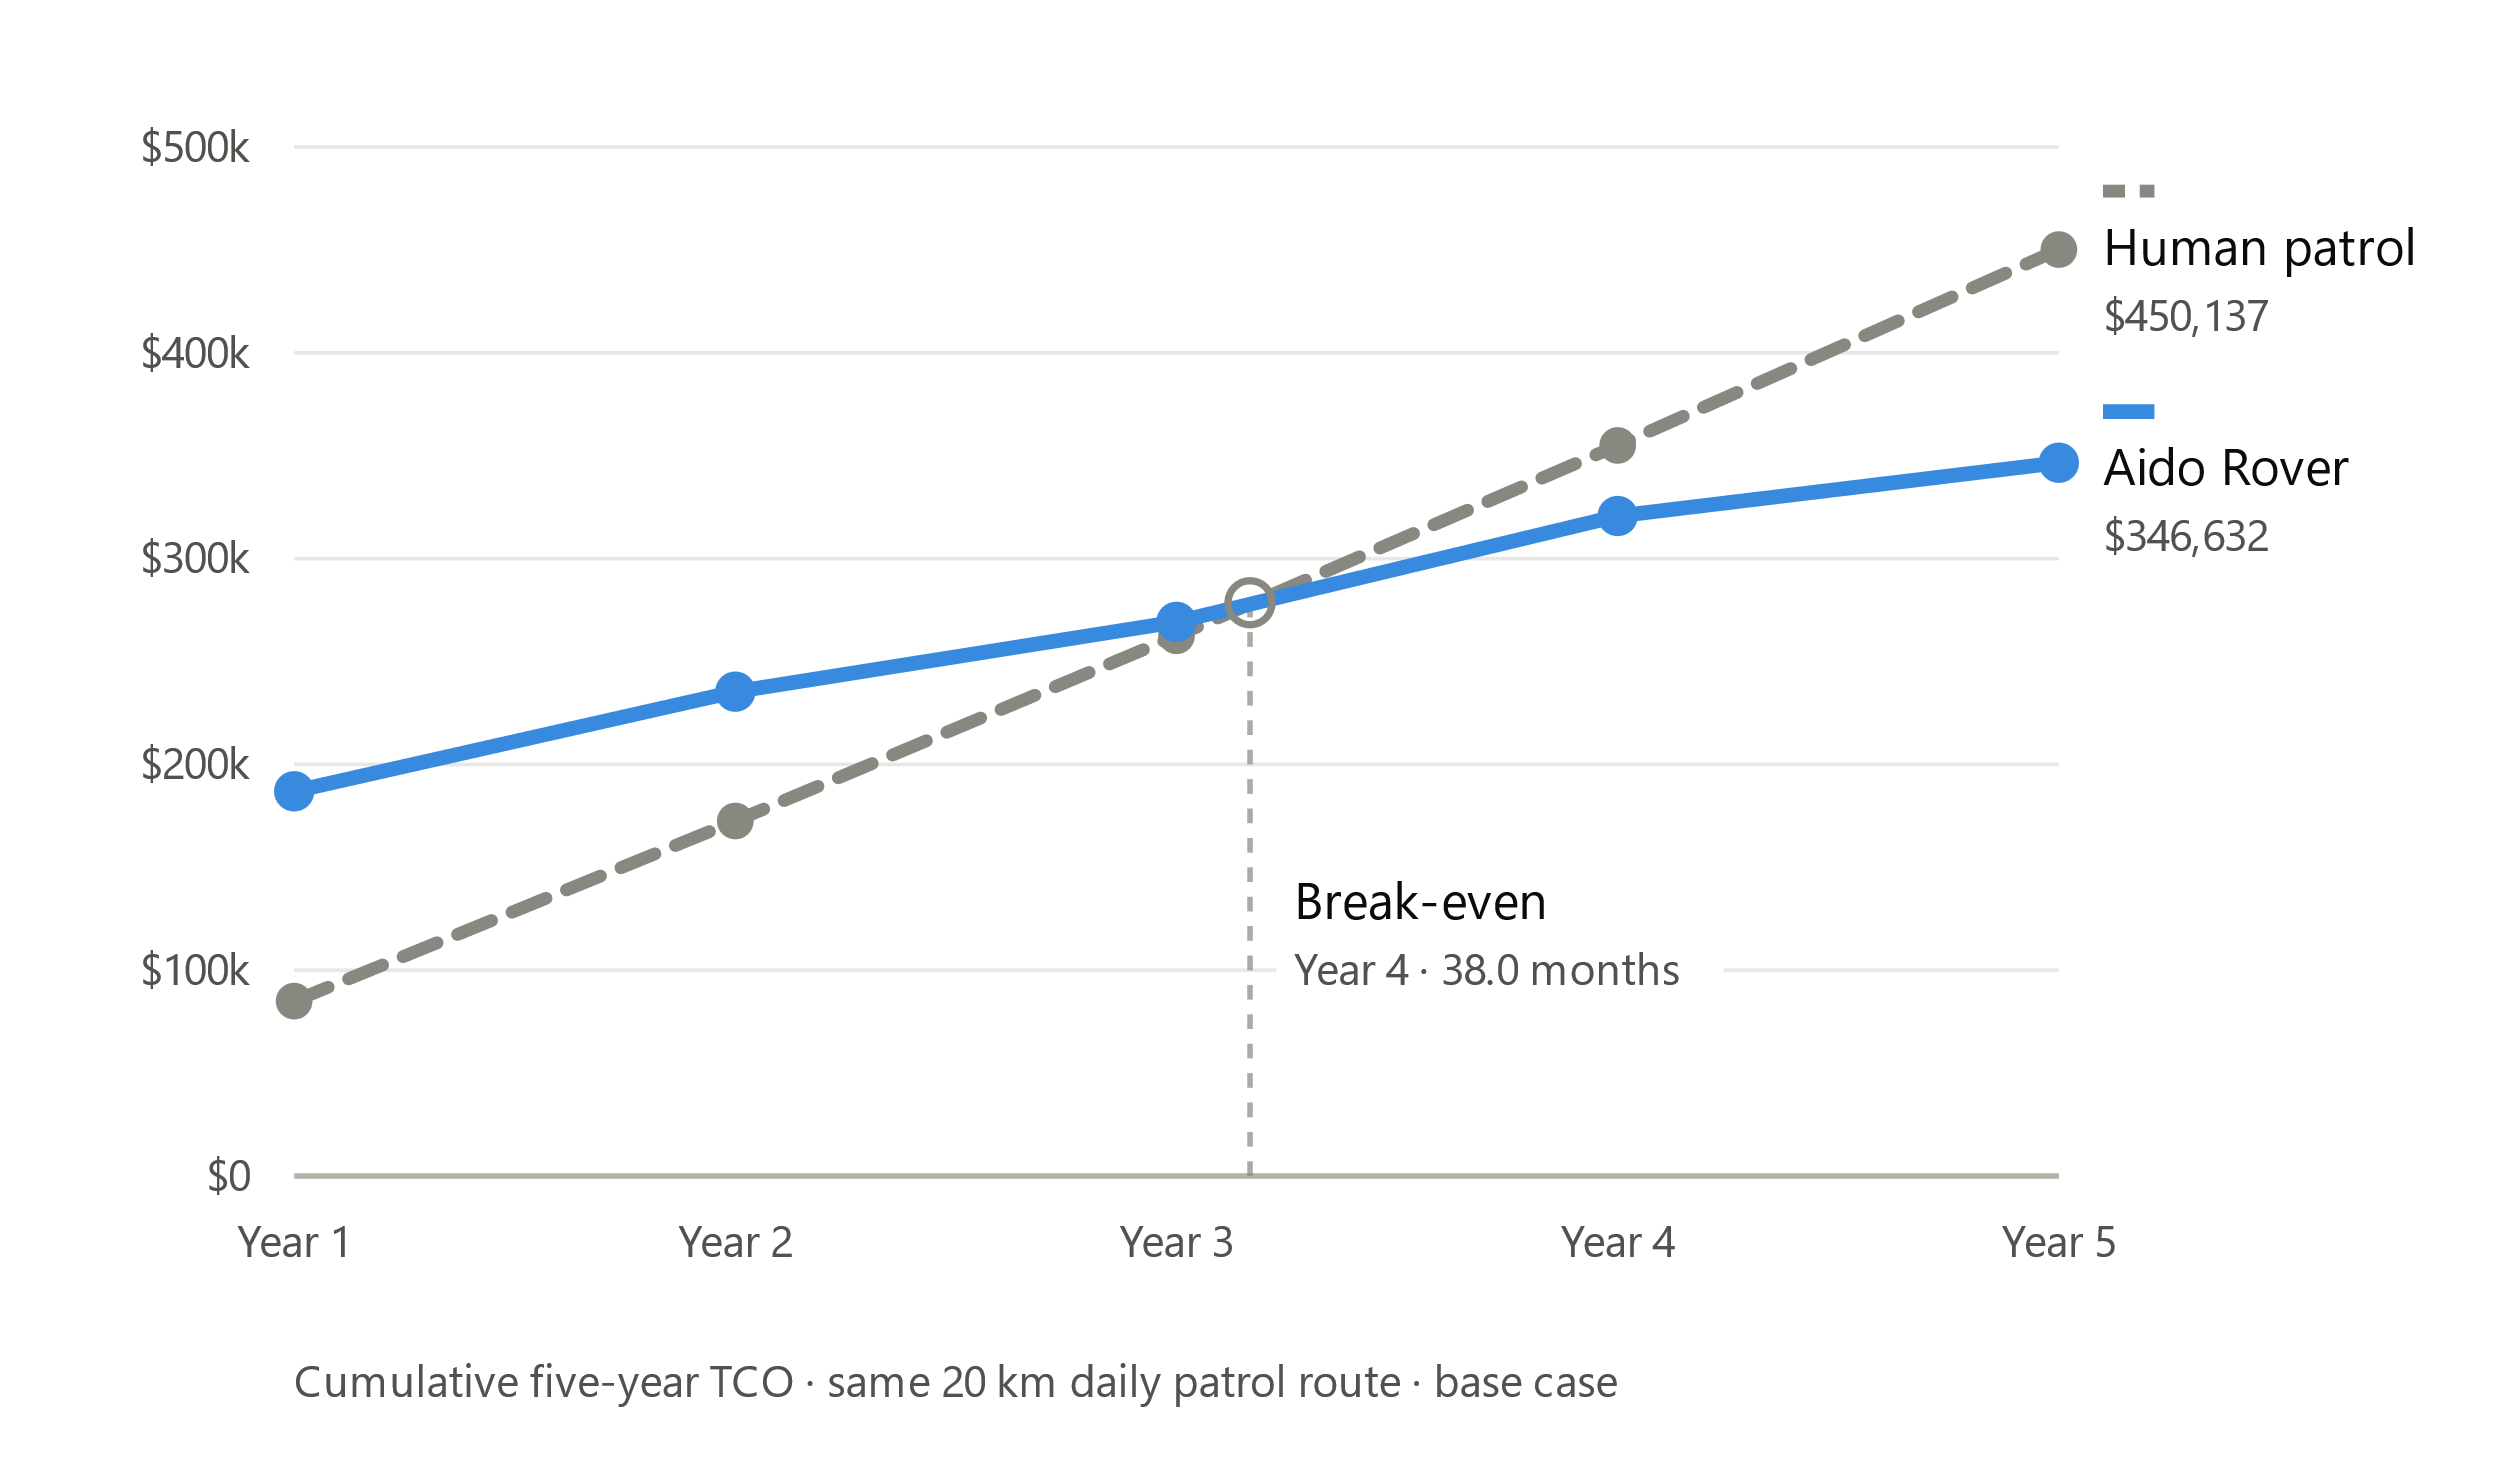 $500k
Human patrol
$450,137
$400k
Aido Rover
$346,632
$300k
$200k
Break-even
$100k
Year 4 · 38.0 months
$0
Year 1
Year 2
Year 3
Year 4
Year 5
Cumulative five-year TCO · same 20 km daily patrol route · base case